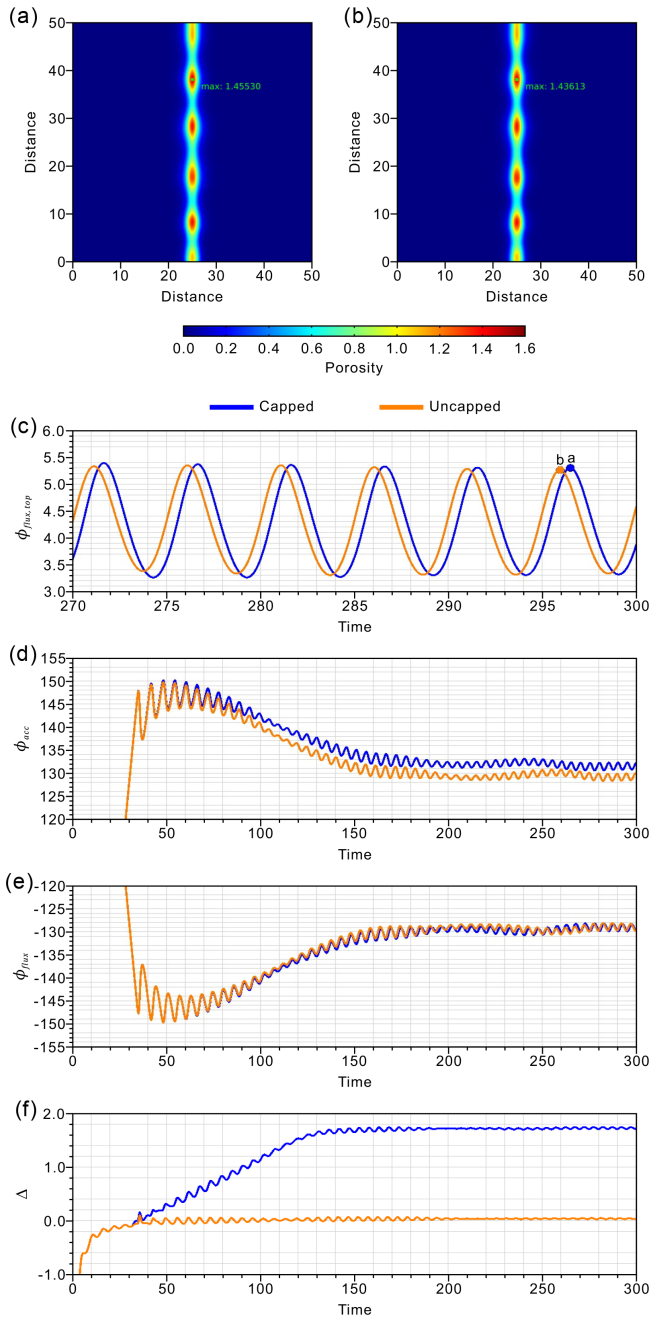 (a)
50
40
30
20
10
0
Distance
max: 1.45530
0 10 20 30 40 50
Distance
(b)
50
40
30
20
10
0
Distance
max: 1.43613
0 10 20 30 40 50
Distance
0.0 0.2 0.4 0.6 0.8 1.0 1.2 1.4 1.6
Porosity
Capped Uncapped
(c)
6.0
5.5
5.0
4.5
4.0
3.5
3.0
ϕflux, top
b a
270 275 280 285 290 295 300
Time
(d)
155
150
145
140
135
130
125
120
ϕacc
0 50 100 150 200 250 300
Time
(e)
-120
-125
-130
-135
-140
-145
-150
-155
ϕflux
0 50 100 150 200 250 300
Time
(f)
2.0
1.0
0.0
-1.0
Δ
0 50 100 150 200 250 300
Time